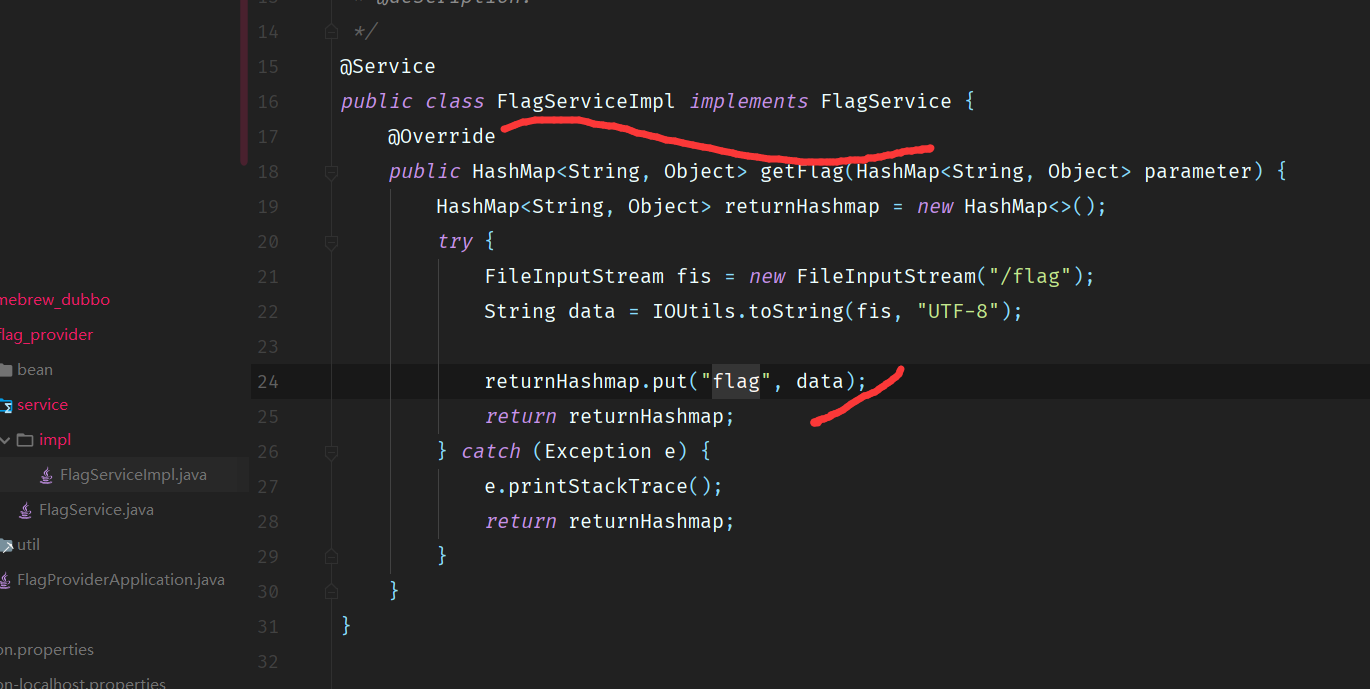 14 */
15 @Service
16 public class FlagServiceImpl implements FlagService {
17 @Override
18 public HashMap<String, Object> getFlag(HashMap<String, Object> parameter) {
19 HashMap<String, Object> returnHashmap = new HashMap<>();
20 try {
21 FileInputStream fis = new FileInputStream("/flag");
22 String data = IOUtils.toString(fis, "UTF-8");
23
24 returnHashmap.put("flag", data);
25 return returnHashmap;
26 } catch (Exception e) {
27 e.printStackTrace();
28 return returnHashmap;
29 }
30 }
31 }
32
mebrew_dubbo
flag_provider
bean
service
impl
FlagServiceImpl.java
FlagService.java
util
FlagProviderApplication.java
on.properties
on-localhost.properties